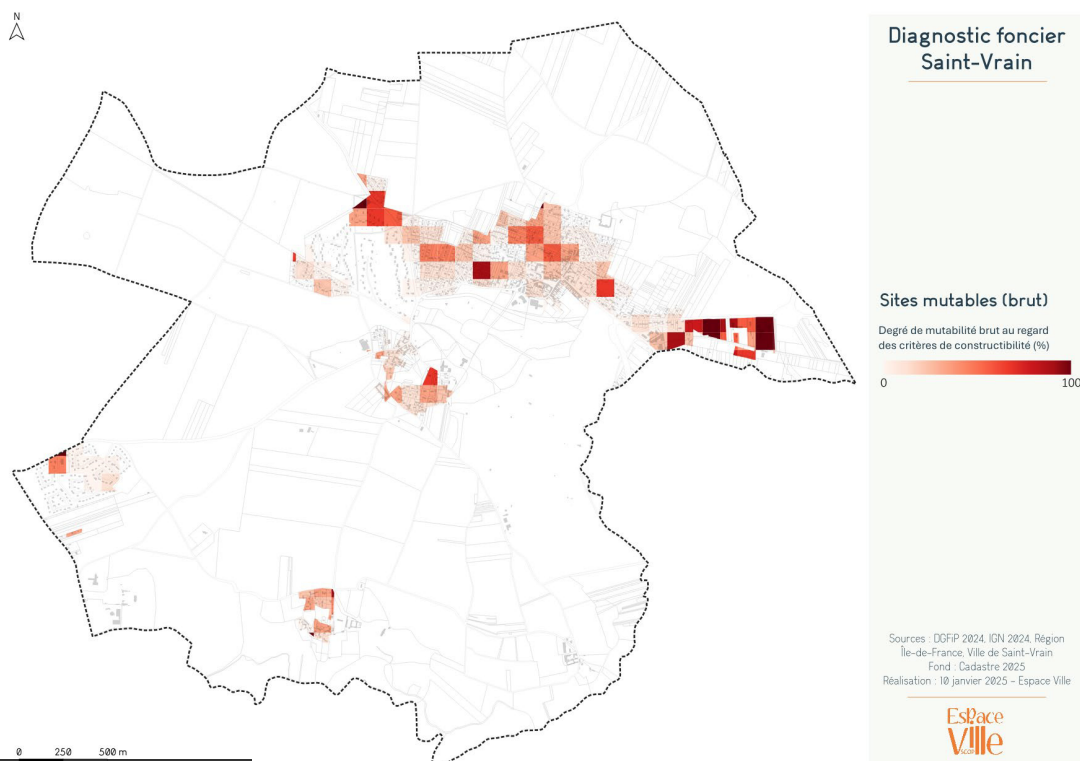 N
Diagnostic foncier
Saint-Vrain
Sites mutables (brut)
Degré de mutabilité brut au regard
des critères de constructibilité (%)
0
100
Sources : DGFiP 2024, IGN 2024, Région
Île-de-France, Ville de Saint-Vrain
Fond : Cadastre 2025
Réalisation : 10 janvier 2025 - Espace Ville
Espace
Ville
SCOP
0 250 500 m